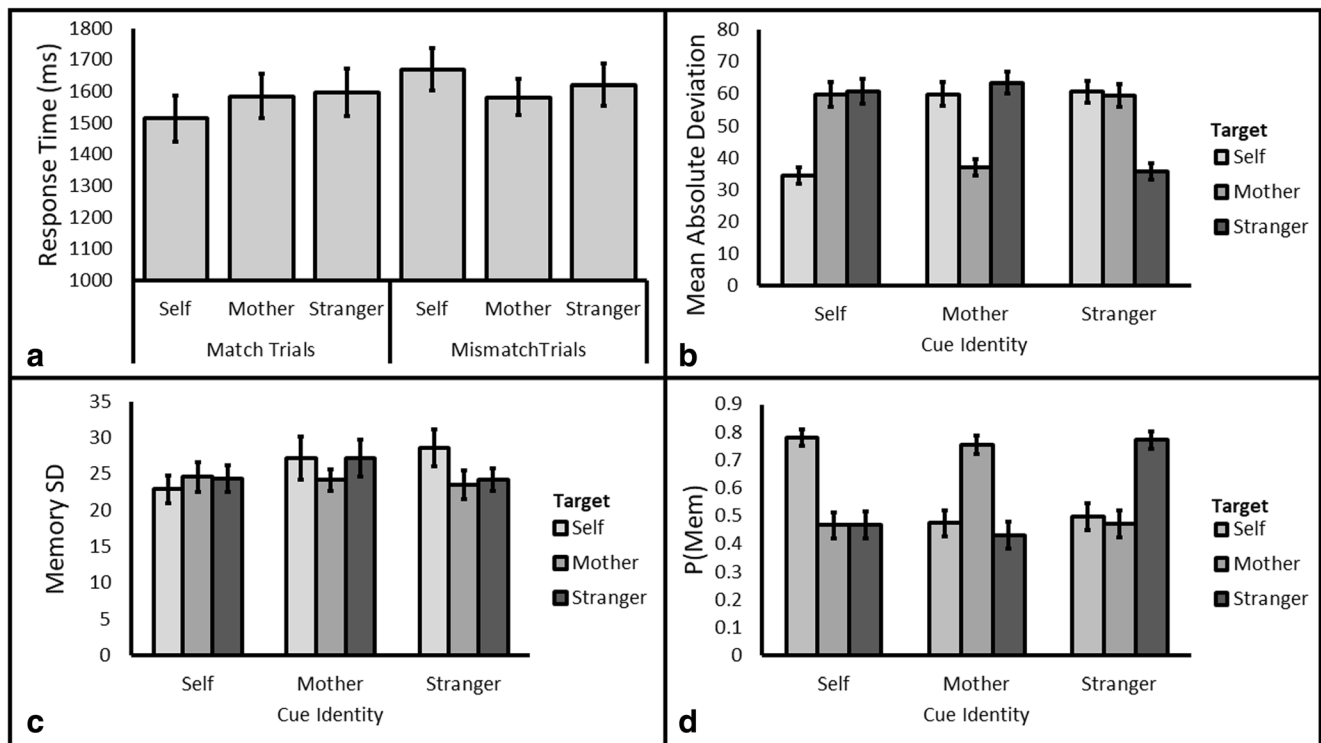 1800
1700
1600
1500
1400
1300
1200
1100
1000
Response Time (ms)
Self Mother Stranger Self Mother Stranger
Match Trials MismatchTrials
a
80
70
60
50
40
30
20
10
0
Mean Absolute Deviation
Target
Self
Mother
Stranger
Self Mother Stranger
Cue Identity
b
35
30
25
20
15
10
5
0
Memory SD
Target
Self
Mother
Stranger
Self Mother Stranger
Cue Identity
c
0.9
0.8
0.7
0.6
0.5
0.4
0.3
0.2
0.1
0
P(Mem)
Target
Self
Mother
Stranger
Self Mother Stranger
Cue Identity
d